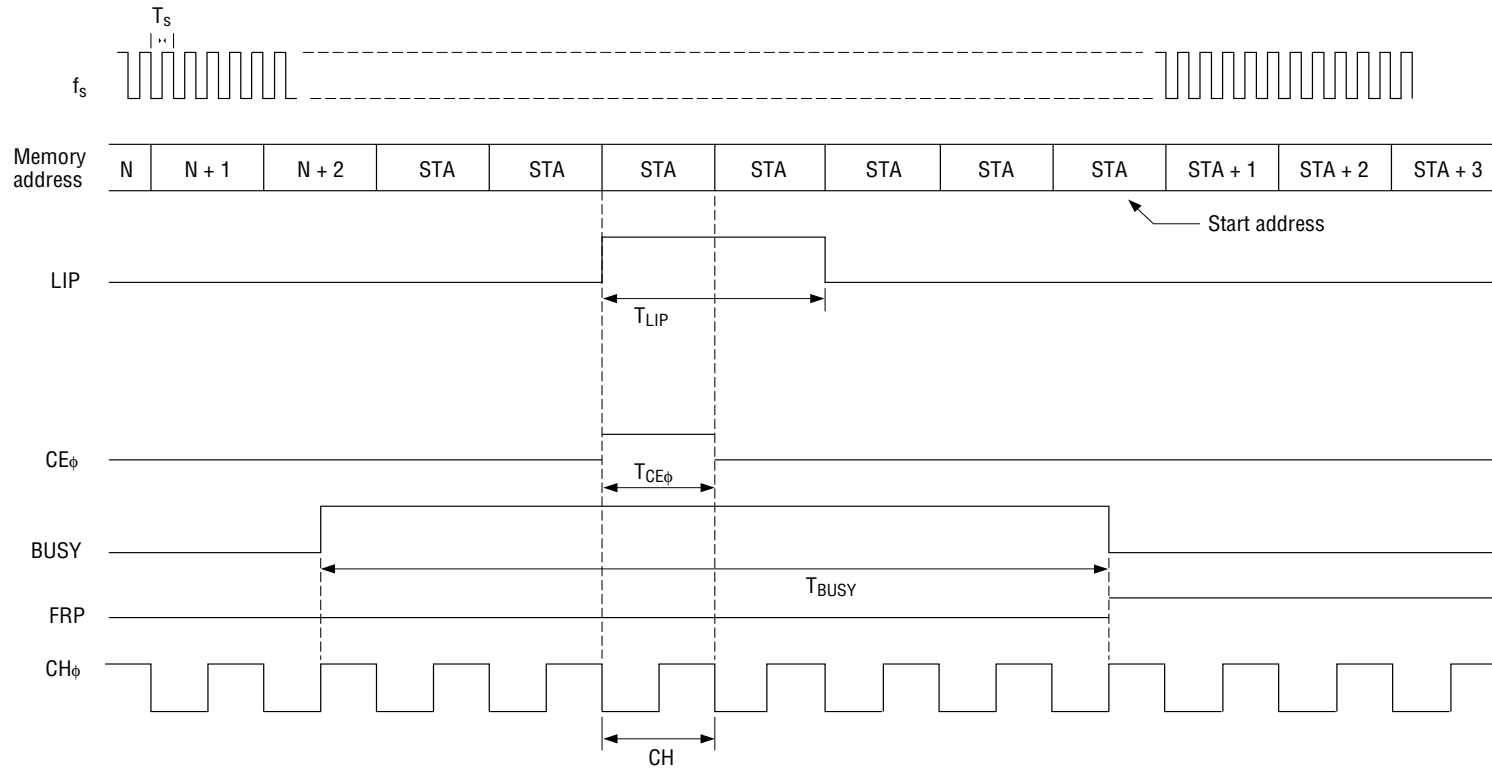 Ts
fs
Memory address
N N + 1 N + 2 STA STA STA STA STA STA STA STA + 1 STA + 2 STA + 3
Start address
LIP
TLIP
CEϕ
TCEϕ
BUSY
TBUSY
FRP
CHϕ
CH